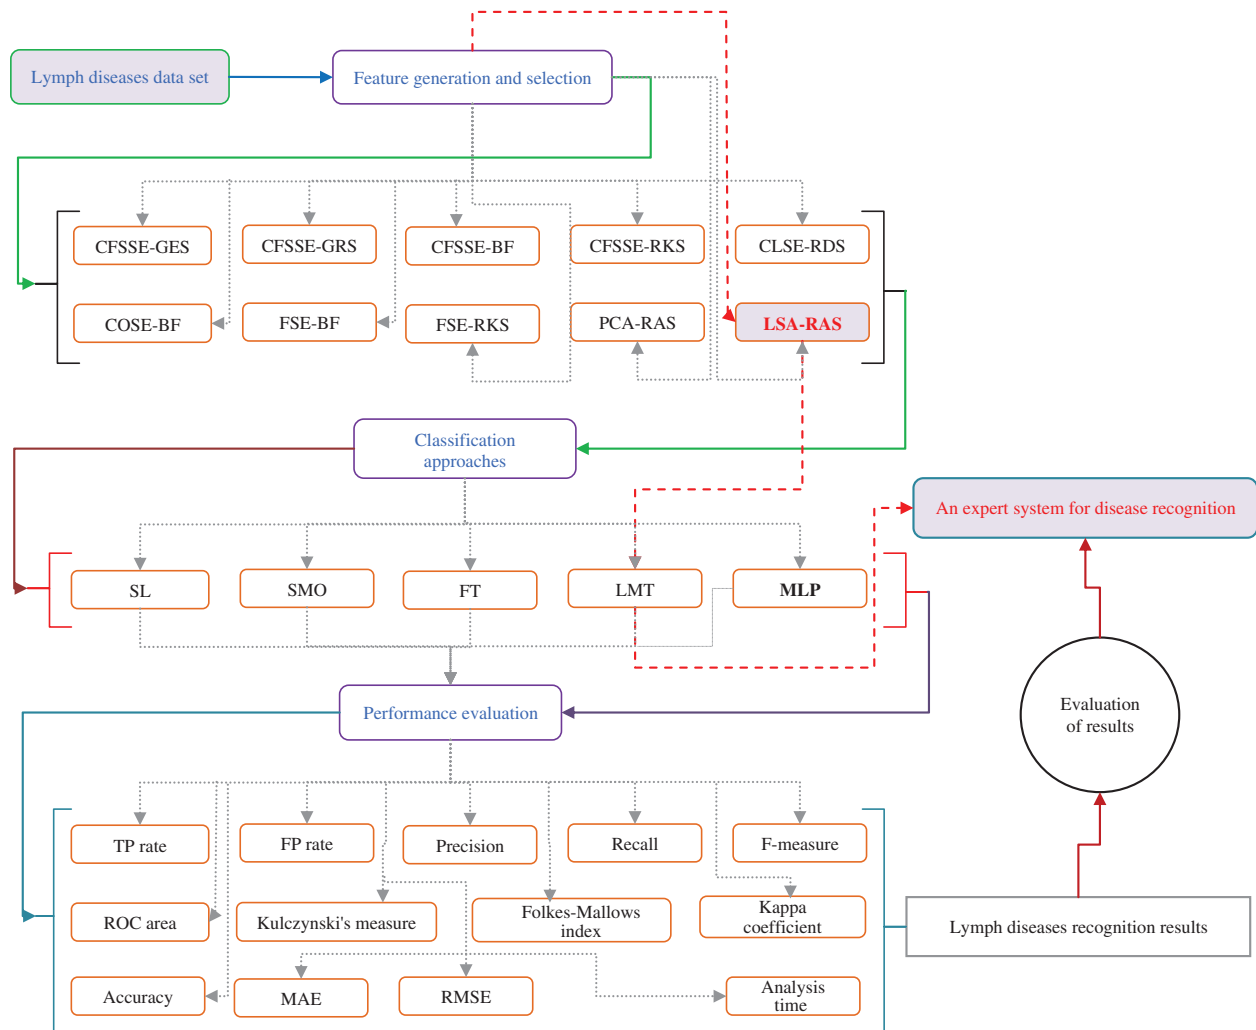 Lymph diseases data set
Feature generation and selection
CFSSE-GES
CFSSE-GRS
CFSSE-BF
CFSSE-RKS
CLSE-RDS
COSE-BF
FSE-BF
FSE-RKS
PCA-RAS
LSA-RAS
Classification
approaches
An expert system for disease recognition
SL
SMO
FT
LMT
MLP
Performance evaluation
Evaluation
of results
TP rate
FP rate
Precision
Recall
F-measure
ROC area
Kulczynski's measure
Folkes-Mallows
index
Kappa
coefficient
Lymph diseases recognition results
Accuracy
MAE
RMSE
Analysis
time